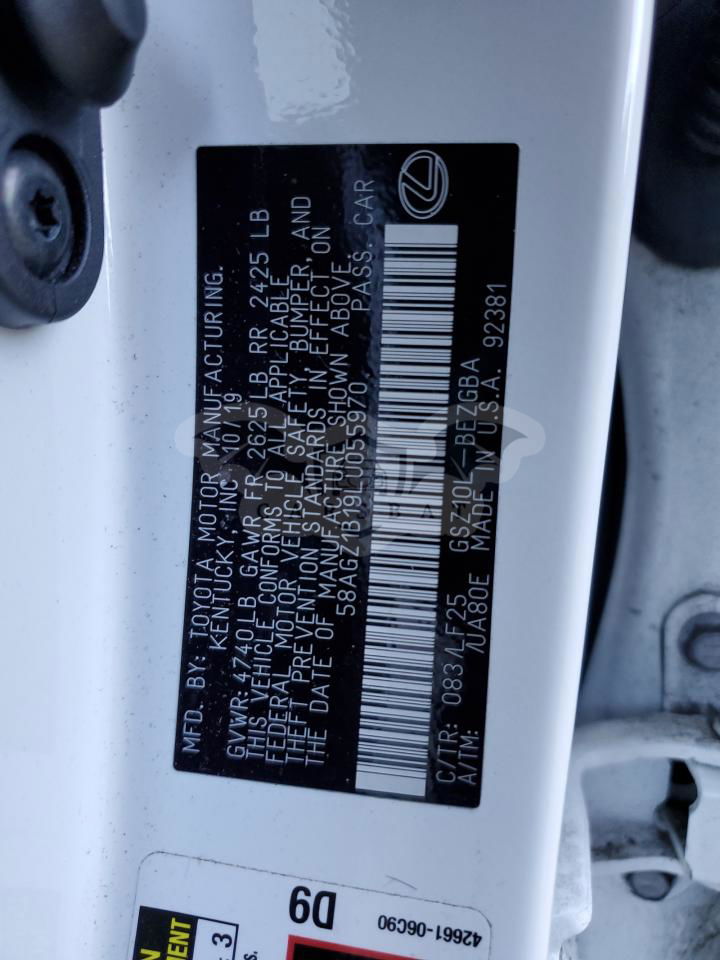 MFD. BY: TOYOTA MOTOR MANUFACTURING.
KENTUCKY, INC 10/19
GVWR: 4740 LB GAWR FR 2625 LB RR 2425 LB
THIS VEHICLE CONFORMS TO ALL APPLICABLE
FEDERAL MOTOR VEHICLE SAFETY, BUMPER, AND
THEFT PREVENTION STANDARDS IN EFFECT ON
THE DATE OF MANUFACTURE SHOWN ABOVE.
58AGZ1B19LU055970 PASS. CAR
C/TR: 083/LF25 GSZ10L-BEZGBA
A/TM: /UA80E MADE IN U.S.A. 92381
D9
42661-06C90
3